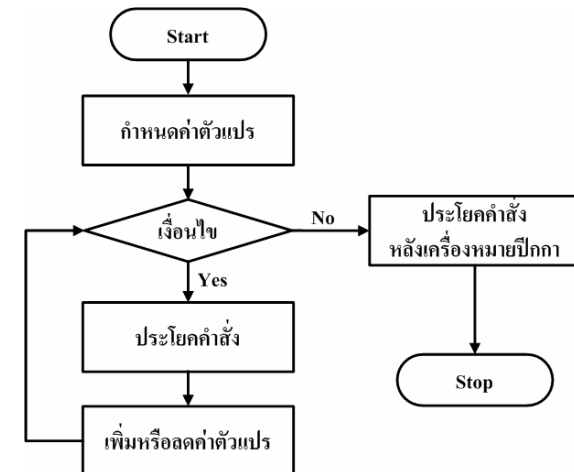 Start
กำหนดค่าตัวแปร
เงื่อนไข
No
ประโยคคำสั่ง
หลังเครื่องหมายปีกกา
Yes
ประโยคคำสั่ง
Stop
เพิ่มหรือลดค่าตัวแปร